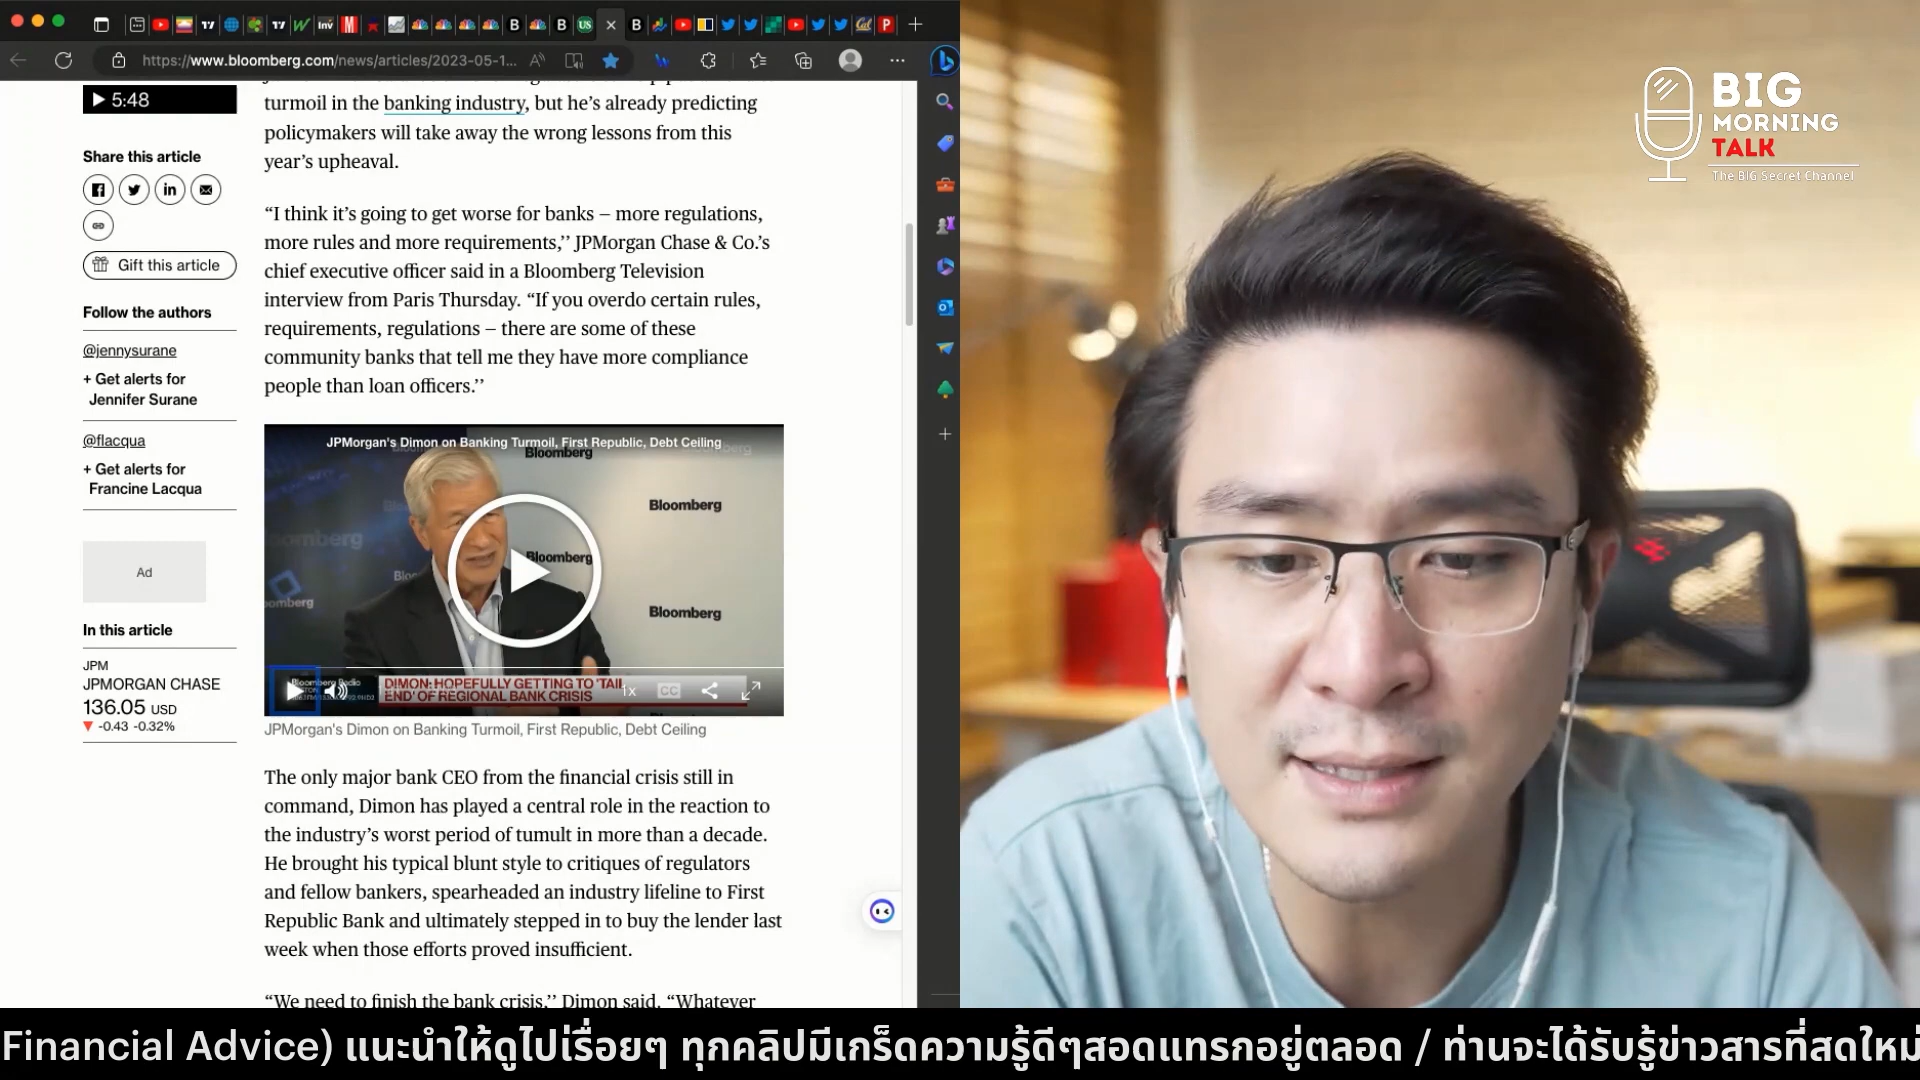 https://www.bloomberg.com/news/articles/2023-05-1...
5:48
Share this article
Gift this article
Follow the authors
@jennysurane
+ Get alerts for
Jennifer Surane
@flacqua
+ Get alerts for
Francine Lacqua
Ad
In this article
JPM
JPMORGAN CHASE
136.05 USD
-0.43 -0.32%
turmoil in the banking industry, but he’s already predicting
policymakers will take away the wrong lessons from this
year’s upheaval.
“I think it’s going to get worse for banks – more regulations,
more rules and more requirements,’’ JPMorgan Chase & Co.’s
chief executive officer said in a Bloomberg Television
interview from Paris Thursday. “If you overdo certain rules,
requirements, regulations – there are some of these
community banks that tell me they have more compliance
people than loan officers.’’
JPMorgan's Dimon on Banking Turmoil, First Republic, Debt Ceiling
Bloomberg
Bloomberg
Bloomberg
Bloomberg
Bloomberg Radio
DIMON: HOPEFULLY GETTING TO 'TAIL
END' OF REGIONAL BANK CRISIS
1x
CC
JPMorgan's Dimon on Banking Turmoil, First Republic, Debt Ceiling
The only major bank CEO from the financial crisis still in
command, Dimon has played a central role in the reaction to
the industry’s worst period of tumult in more than a decade.
He brought his typical blunt style to critiques of regulators
and fellow bankers, spearheaded an industry lifeline to First
Republic Bank and ultimately stepped in to buy the lender last
week when those efforts proved insufficient.
“We need to finish the bank crisis,’’ Dimon said. “Whatever
BIG
MORNING
TALK
The BIG Secret Channel
Financial Advice) แนะนำให้ดูไปเรื่อยๆ ทุกคลิปมีเกร็ดความรู้ดีๆสอดแทรกอยู่ตลอด / ท่านจะได้รับรู้ข่าวสารที่สดใหม่